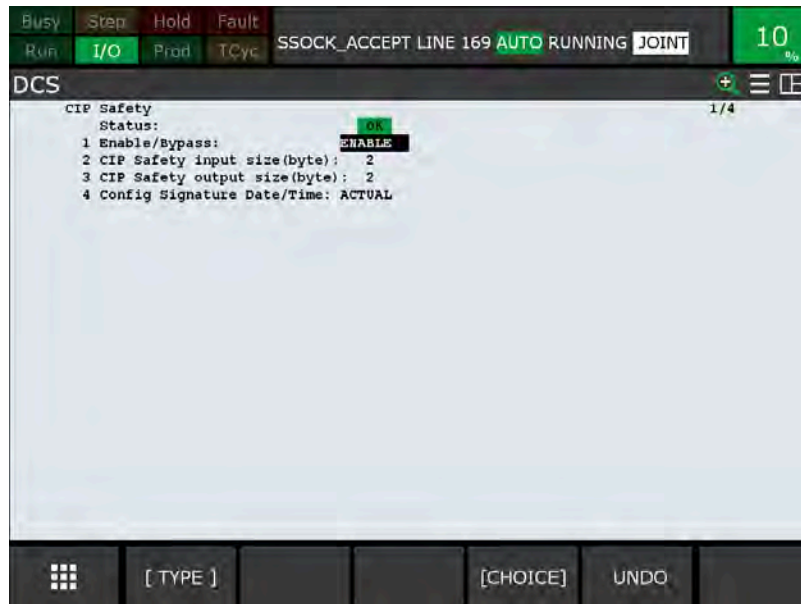 Busy Step Hold Fault
Run I/O Prod TCyc
SSOCK_ACCEPT LINE 169 AUTO RUNNING JOINT
10 %
DCS
CIP Safety 1/4
Status: OK
1 Enable/Bypass: ENABLE
2 CIP Safety input size(byte): 2
3 CIP Safety output size(byte): 2
4 Config Signature Date/Time: ACTUAL
[ TYPE ] [CHOICE] UNDO